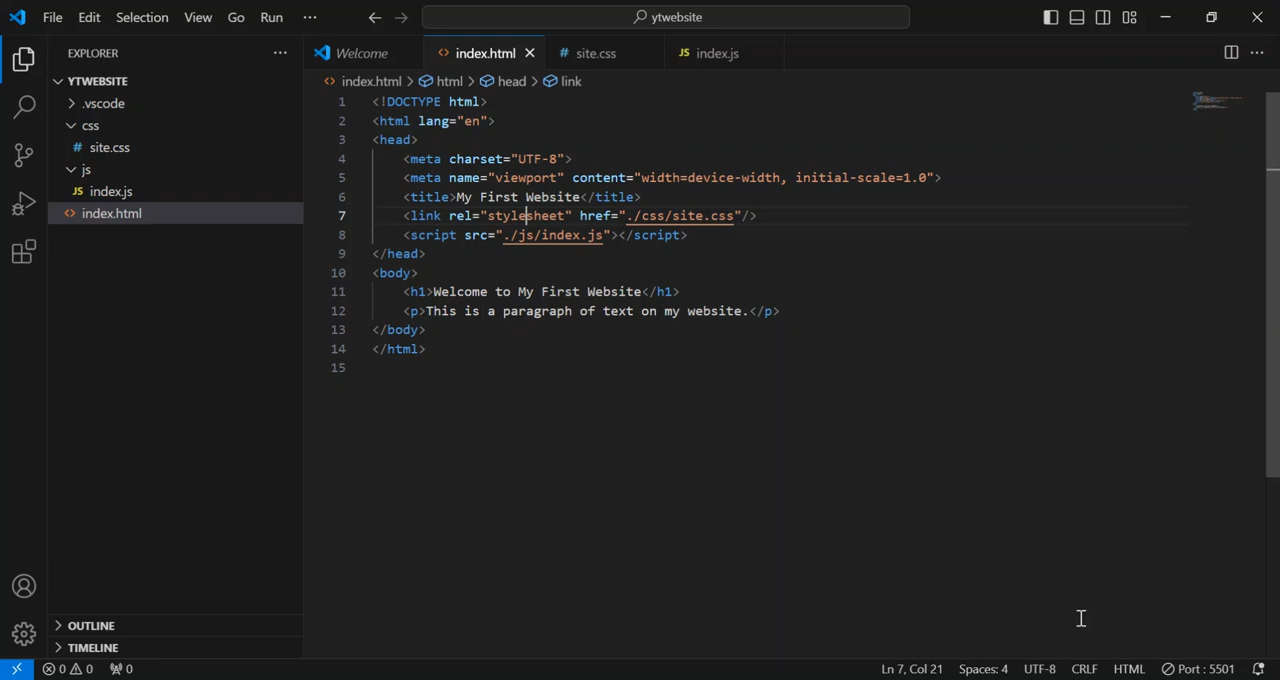 File Edit Selection View Go Run ··· ytwebsite
EXPLORER ···
Welcome index.html site.css JS index.js
YTWEBSITE
.vscode
css
# site.css
js
JS index.js
<> index.html
<> index.html > html > head > link
1 <!DOCTYPE html>
2 <html lang="en">
3 <head>
4 <meta charset="UTF-8">
5 <meta name="viewport" content="width=device-width, initial-scale=1.0">
6 <title>My First Website</title>
7 <link rel="stylesheet" href="./css/site.css"/>
8 <script src="./js/index.js"></script>
9 </head>
10 <body>
11 <h1>Welcome to My First Website</h1>
12 <p>This is a paragraph of text on my website.</p>
13 </body>
14 </html>
15
OUTLINE
TIMELINE
0 0 0 Ln 7, Col 21 Spaces: 4 UTF-8 CRLF HTML Port : 5501